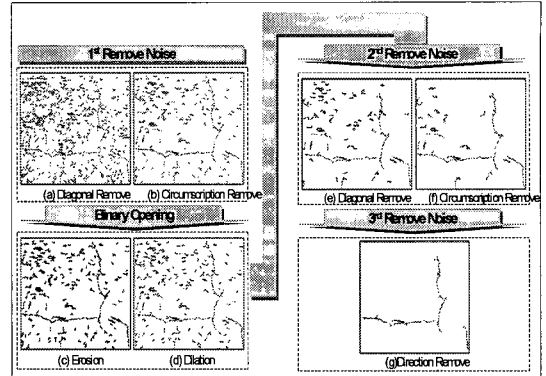 1st Remove Noise
(a) Diagonal Remove (b) Circumscription Remove
Binary Opening
(c) Erosion (d) Dilation
2nd Remove Noise
(e) Diagonal Remove (f) Circumscription Remove
3rd Remove Noise
(g)Direction Remove